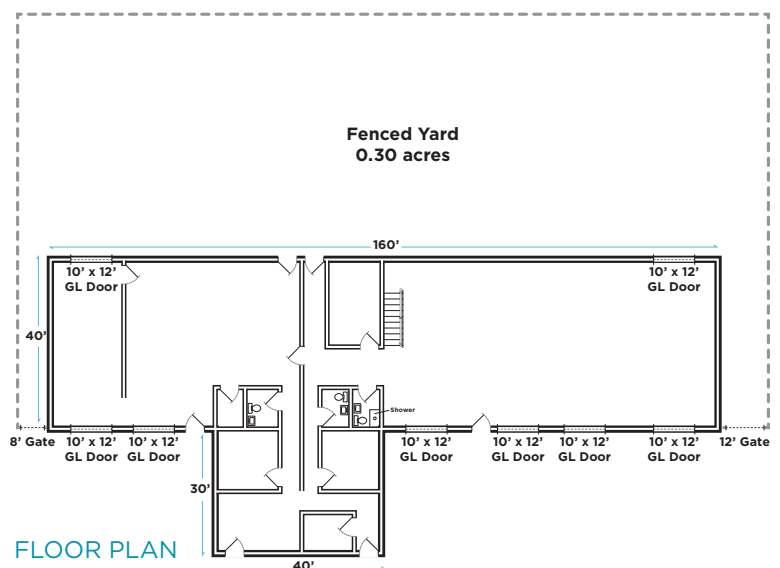 Fenced Yard
0.30 acres
160’
10’ x 12’
GL Door
10’ x 12’
GL Door
40’
Shower
8’ Gate
10’ x 12’
GL Door
10’ x 12’
GL Door
10’ x 12’
GL Door
10’ x 12’
GL Door
10’ x 12’
GL Door
10’ x 12’
GL Door
12’ Gate
30’
FLOOR PLAN
40’